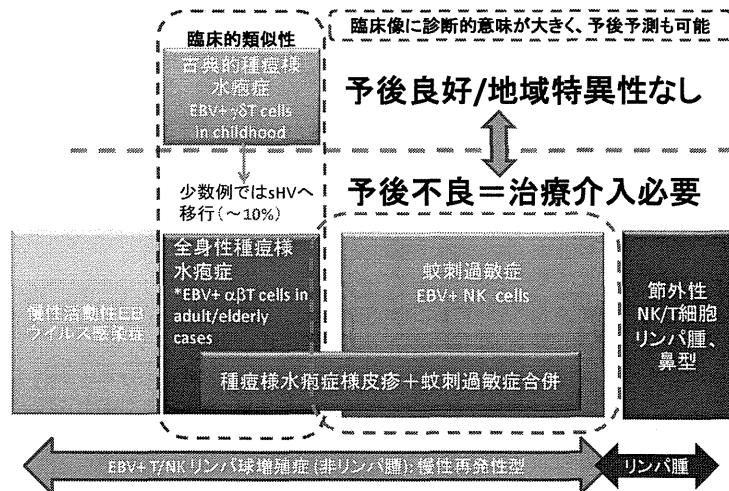 臨床的類似性
臨床像に診断的意味が大きく、予後予測も可能
古典的種痘様
水疱症
EBV+ γδT cells
in childhood
予後良好/地域特異性なし
少数例ではsHVへ
移行(～10%)
予後不良＝治療介入必要
慢性活動性EB
ウイルス感染症
全身性種痘様
水疱症
*EBV+ αβT cells in
adult/elderly
cases
蚊刺過敏症
EBV+ NK cells
節外性
NK/T細胞
リンパ腫、
鼻型
種痘様水疱症様皮疹＋蚊刺過敏症合併
EBV+ T/NK リンパ球増殖症 (非リンパ腫): 慢性再発性型
リンパ腫